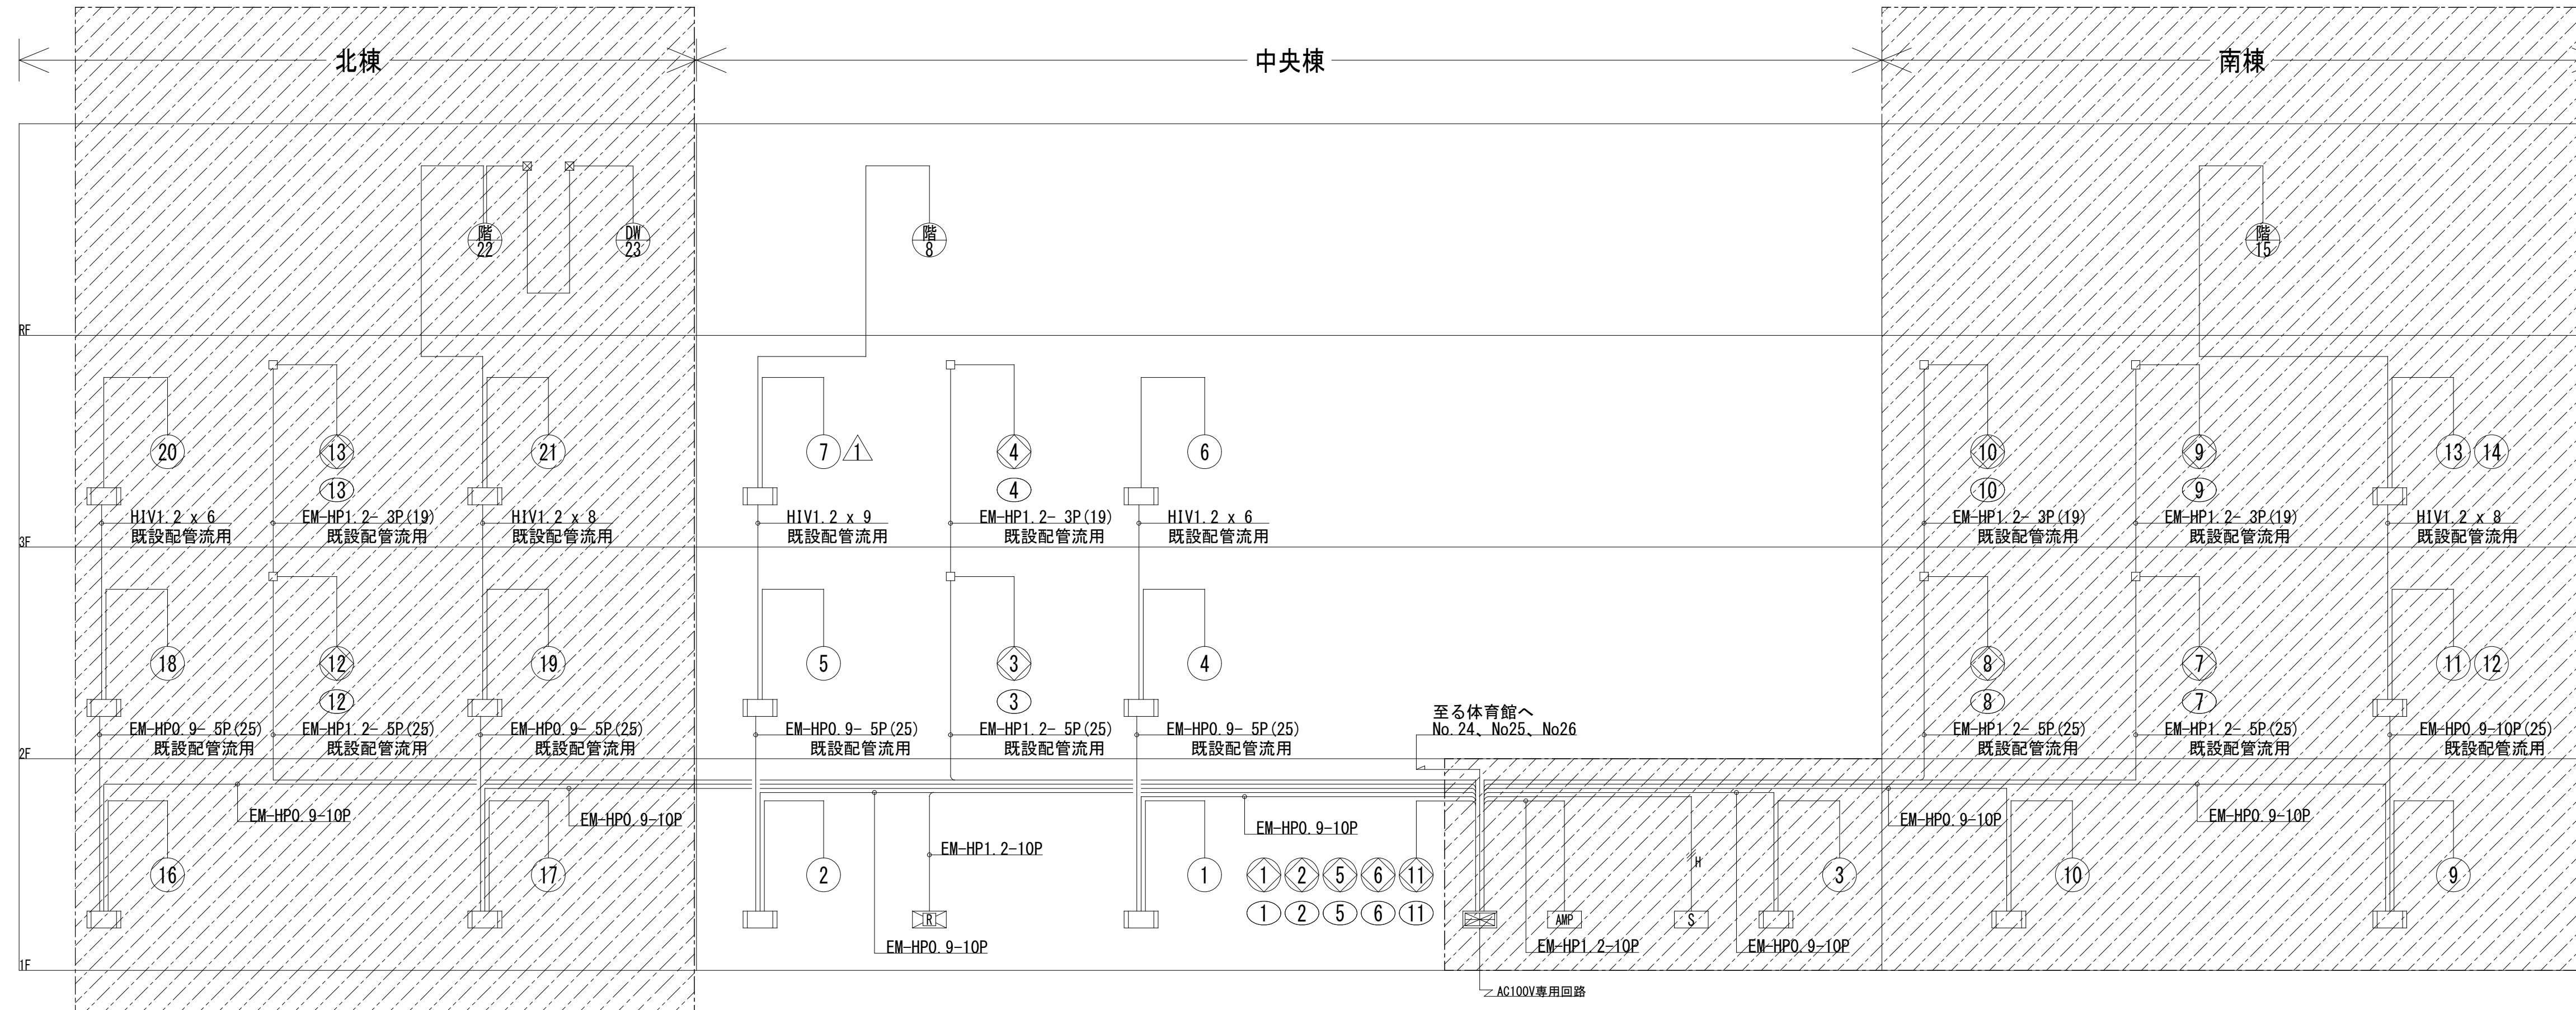 北棟
中央棟
南棟
階
22
DW
23
階
8
階
15
RF
20
13
21
7
1
4
6
10
9
13
14
13
4
10
9
HIV1.2 x 6
既設配管流用
EM-HP1.2- 3P(19)
既設配管流用
HIV1.2 x 8
既設配管流用
HIV1.2 x 9
既設配管流用
EM-HP1.2- 3P(19)
既設配管流用
HIV1.2 x 6
既設配管流用
EM-HP1.2- 3P(19)
既設配管流用
EM-HP1.2- 3P(19)
既設配管流用
HIV1.2 x 8
既設配管流用
3F
18
12
19
5
3
4
8
7
11
12
12
3
8
7
至る体育館へ
No.24、No25、No26
EM-HP0.9- 5P(25)
既設配管流用
EM-HP1.2- 5P(25)
既設配管流用
EM-HP0.9- 5P(25)
既設配管流用
EM-HP0.9- 5P(25)
既設配管流用
EM-HP1.2- 5P(25)
既設配管流用
EM-HP0.9- 5P(25)
既設配管流用
EM-HP1.2- 5P(25)
既設配管流用
EM-HP1.2- 5P(25)
既設配管流用
EM-HP0.9-10P(25)
既設配管流用
2F
EM-HP0.9-10P
EM-HP0.9-10P
EM-HP0.9-10P
EM-HP0.9-10P
EM-HP0.9-10P
EM-HP1.2-10P
H
16
17
2
1
1
2
5
6
11
3
10
9
1
2
5
6
11
R
AMP
S
EM-HP0.9-10P
EM-HP1.2-10P
EM-HP0.9-10P
1F
AC100V専用回路